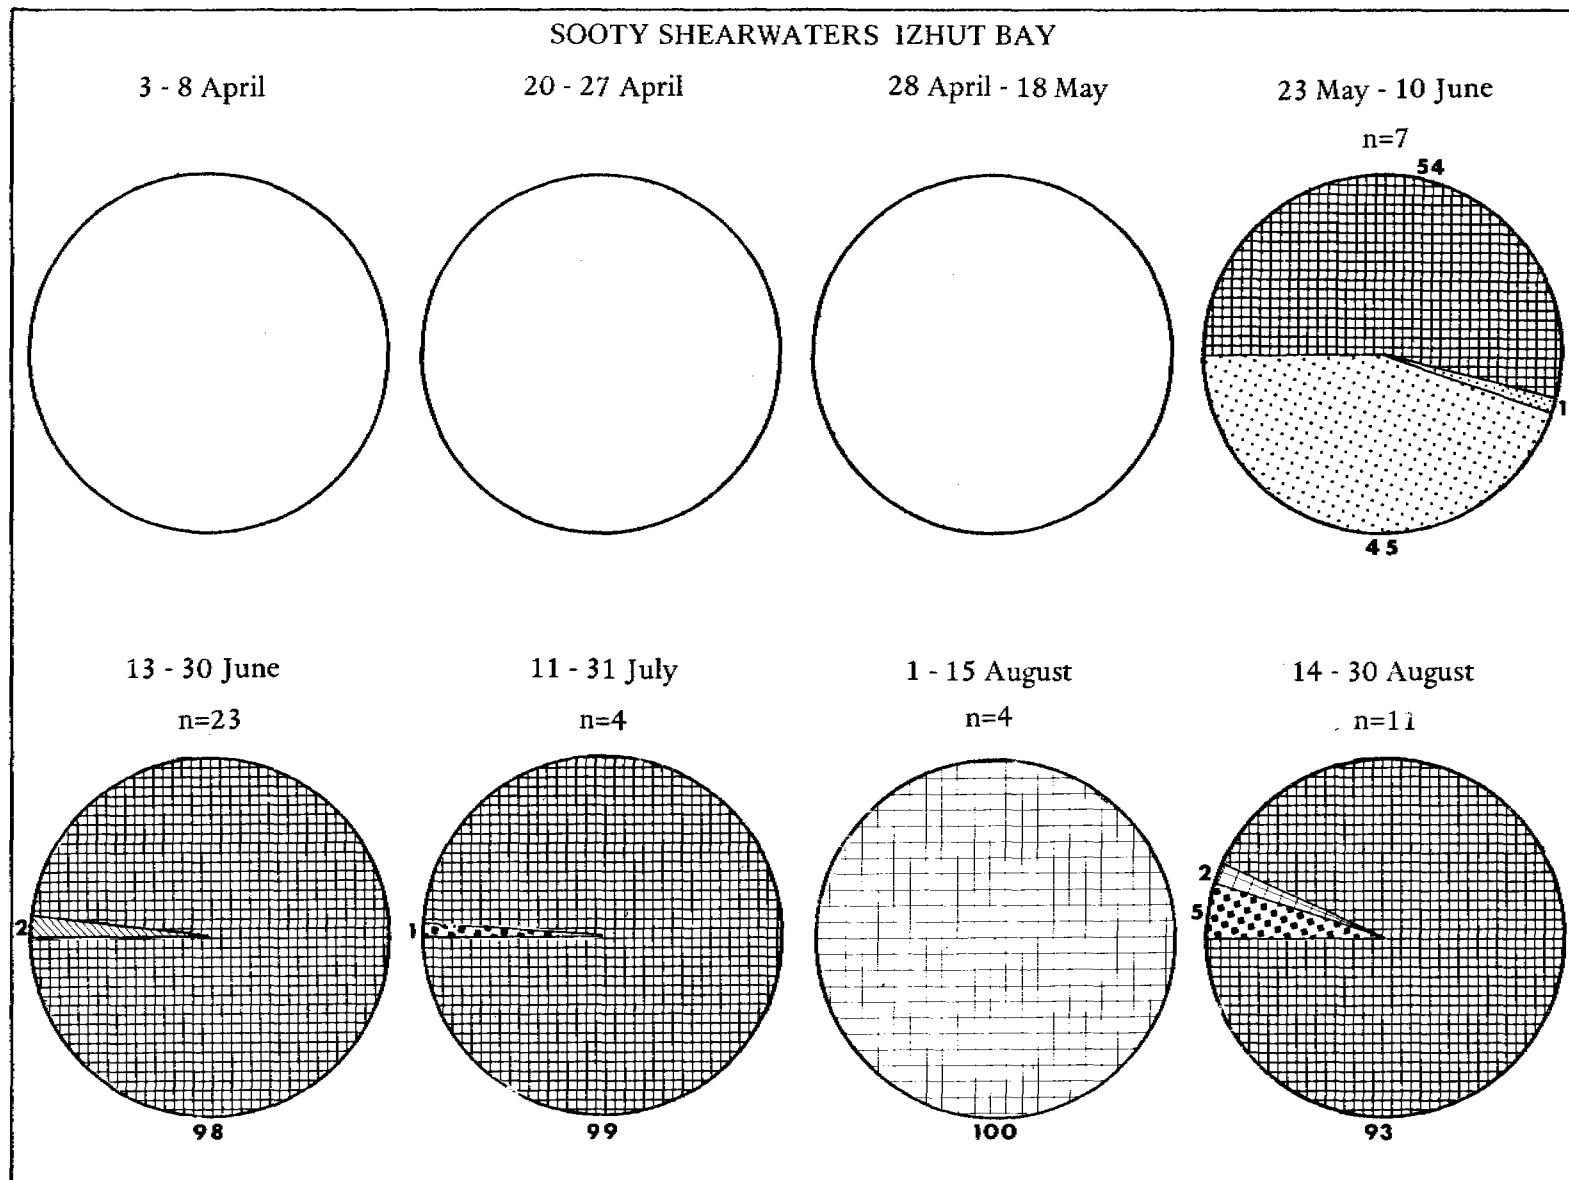 SOOTY SHEARWATERS IZHUT BAY
3 - 8 April
20 - 27 April
28 April - 18 May
23 May - 10 June
n=7
54
1
45
13 - 30 June
11 - 31 July
1 - 15 August
14 - 30 August
n=23
n=4
n=4
n=11
2
1
2
5
98
99
100
93